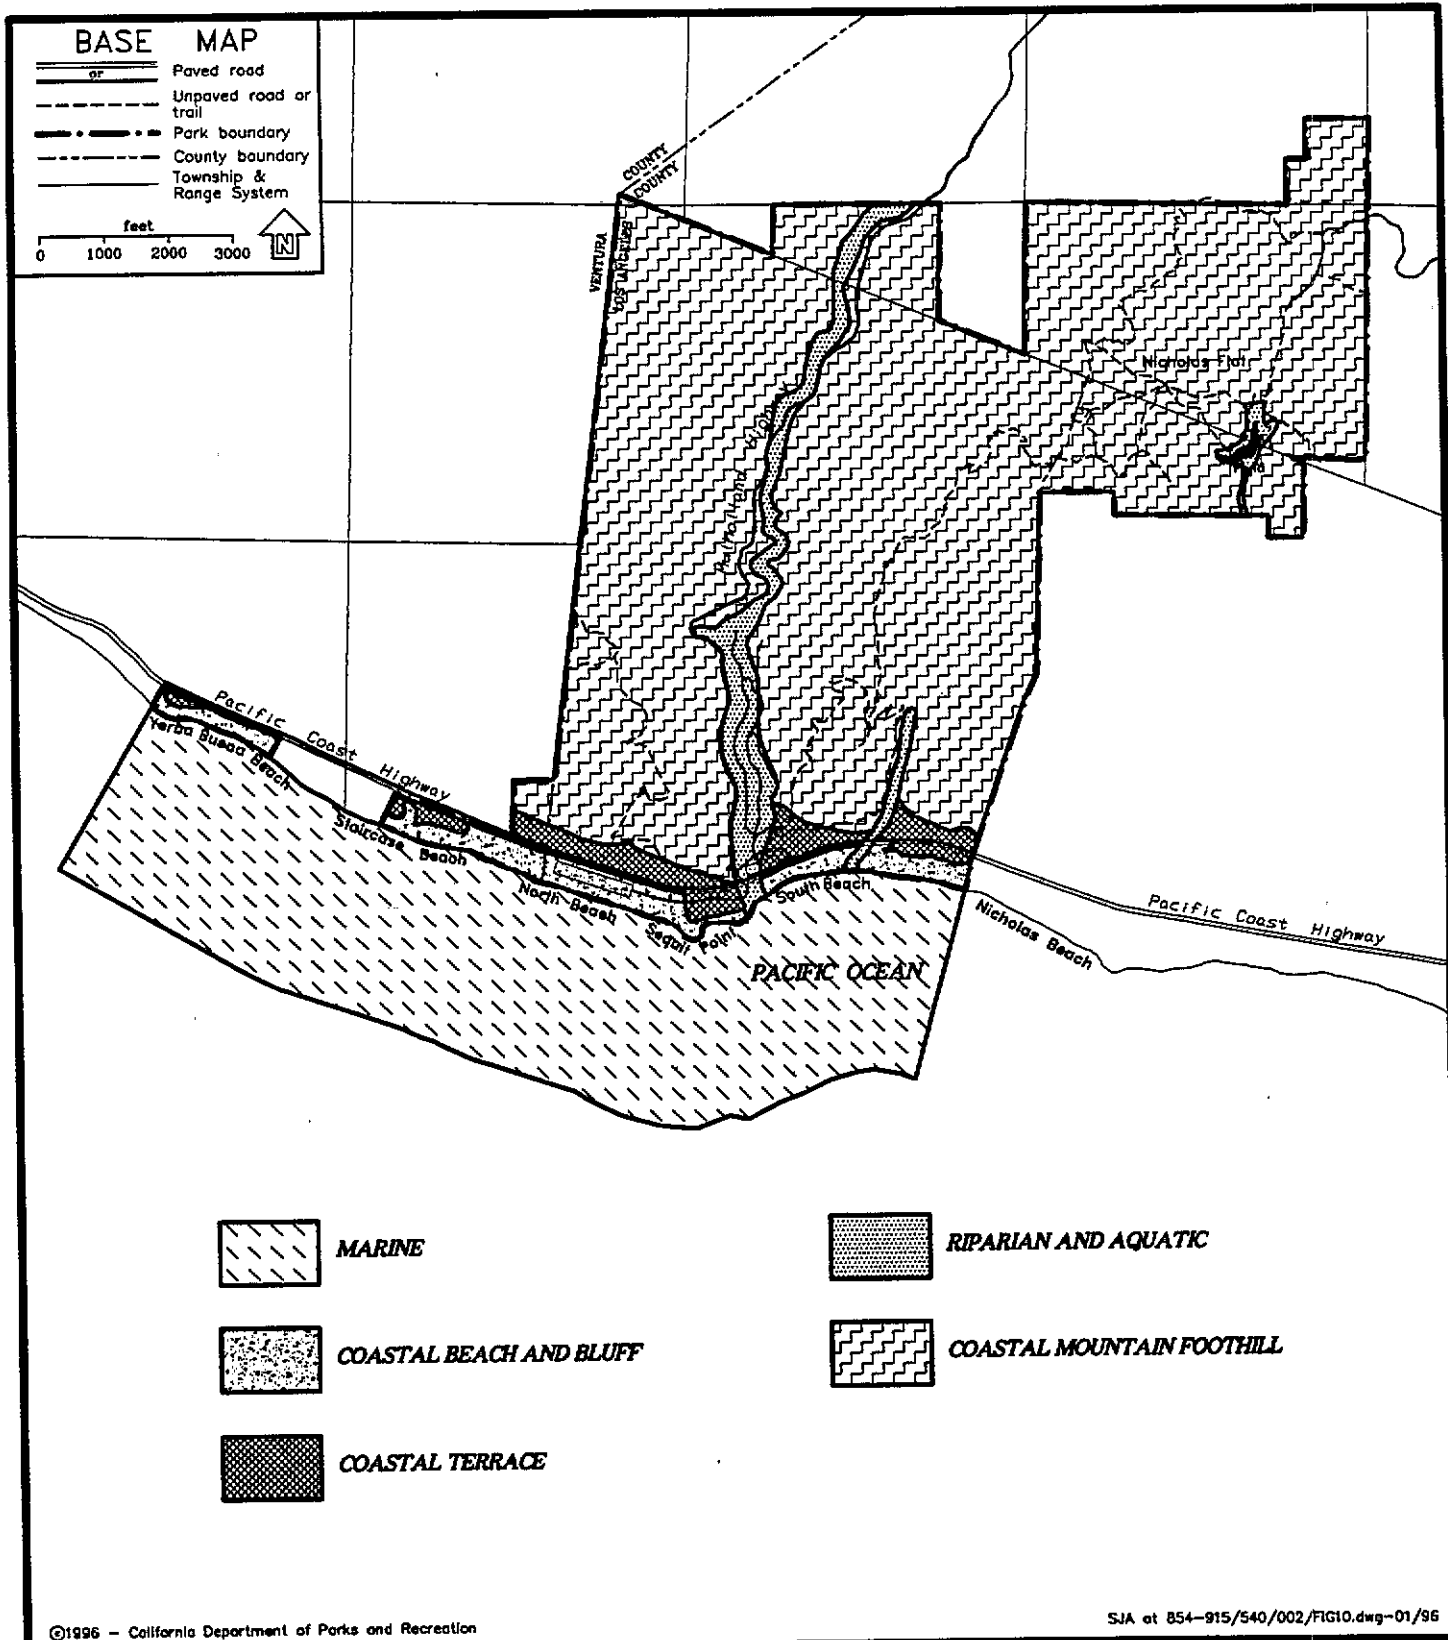 BASE MAP
or
Paved road
Unpaved road or
trail
Park boundary
County boundary
Township &
Range System
feet
0 1000 2000 3000
N
COUNTY
COUNTY
VENTURA
LOS ANGELES
Nicholas Flat
Mulholland Highway
Pacific Coast Highway
Yerba Buena Beach
Staircase Beach
North Beach
Sequit Point
South Beach
Nicholas Beach
Pacific Coast Highway
PACIFIC OCEAN
MARINE
COASTAL BEACH AND BLUFF
COASTAL TERRACE
RIPARIAN AND AQUATIC
COASTAL MOUNTAIN FOOTHILL
©1996 – California Department of Parks and Recreation
SJA at 854-915/540/002/FIG10.dwg-01/96